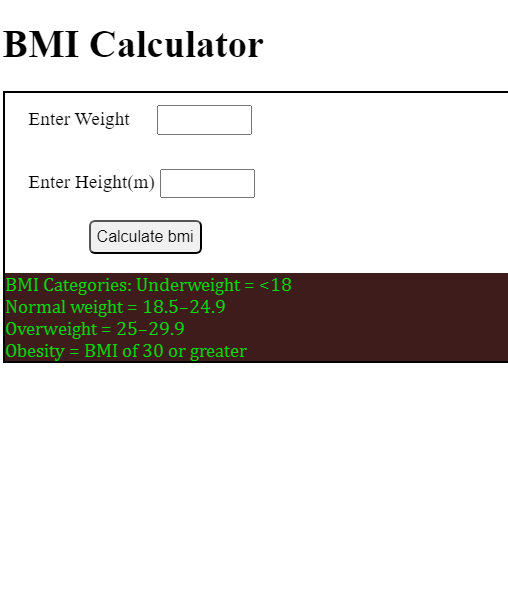 BMI Calculator
Enter Weight
Enter Height(m)
Calculate bmi
BMI Categories: Underweight = <18
Normal weight = 18.5–24.9
Overweight = 25–29.9
Obesity = BMI of 30 or greater